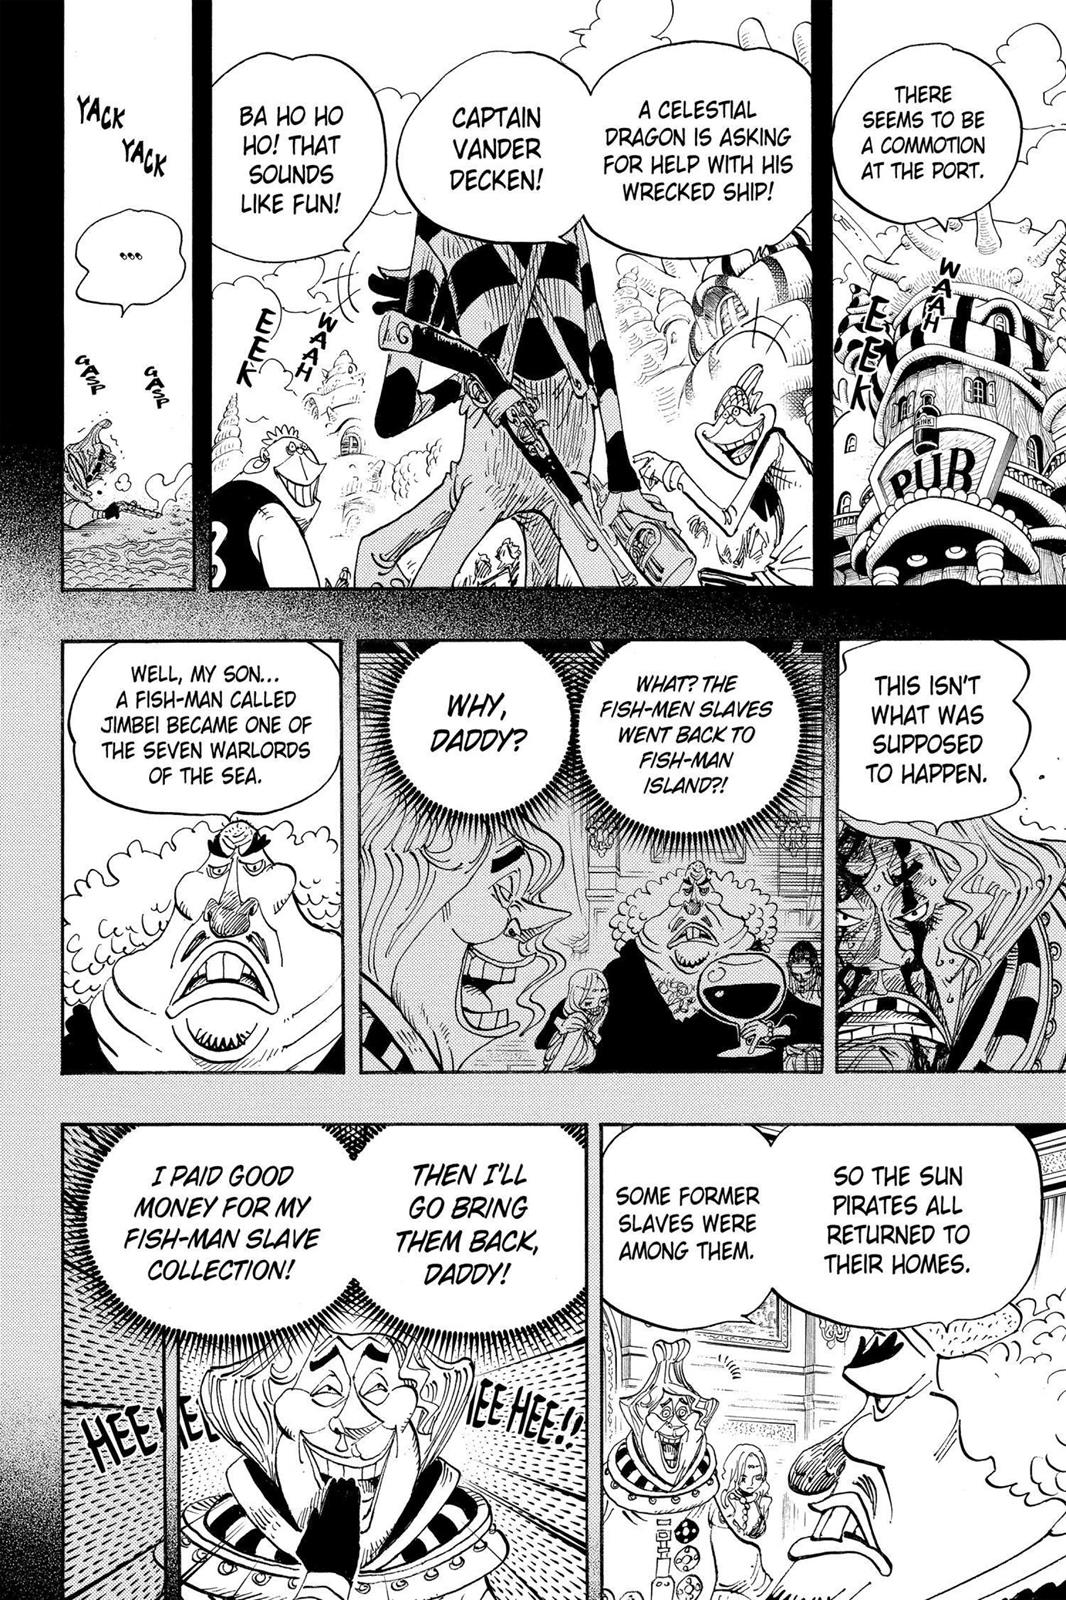 THERE
SEEMS TO BE
A COMMOTION
AT THE PORT.
WAAH
EEK
PUB
A CELESTIAL
DRAGON IS ASKING
FOR HELP WITH HIS
WRECKED SHIP!
CAPTAIN
VANDER
DECKEN!
BA HO HO
HO! THAT
SOUNDS
LIKE FUN!
WAAH
EEK
YACK
YACK
...
GASP
GASP
THIS ISN'T
WHAT WAS
SUPPOSED
TO HAPPEN.
WHAT? THE
FISH-MEN SLAVES
WENT BACK TO
FISH-MAN
ISLAND?!
WHY,
DADDY?
WELL, MY SON...
A FISH-MAN CALLED
JIMBEI BECAME ONE OF
THE SEVEN WARLORDS
OF THE SEA.
SO THE SUN
PIRATES ALL
RETURNED TO
THEIR HOMES.
SOME FORMER
SLAVES WERE
AMONG THEM.
THEN I'LL
GO BRING
THEM BACK,
DADDY!
I PAID GOOD
MONEY FOR MY
FISH-MAN SLAVE
COLLECTION!
HEE HEE
HEE HEE!!